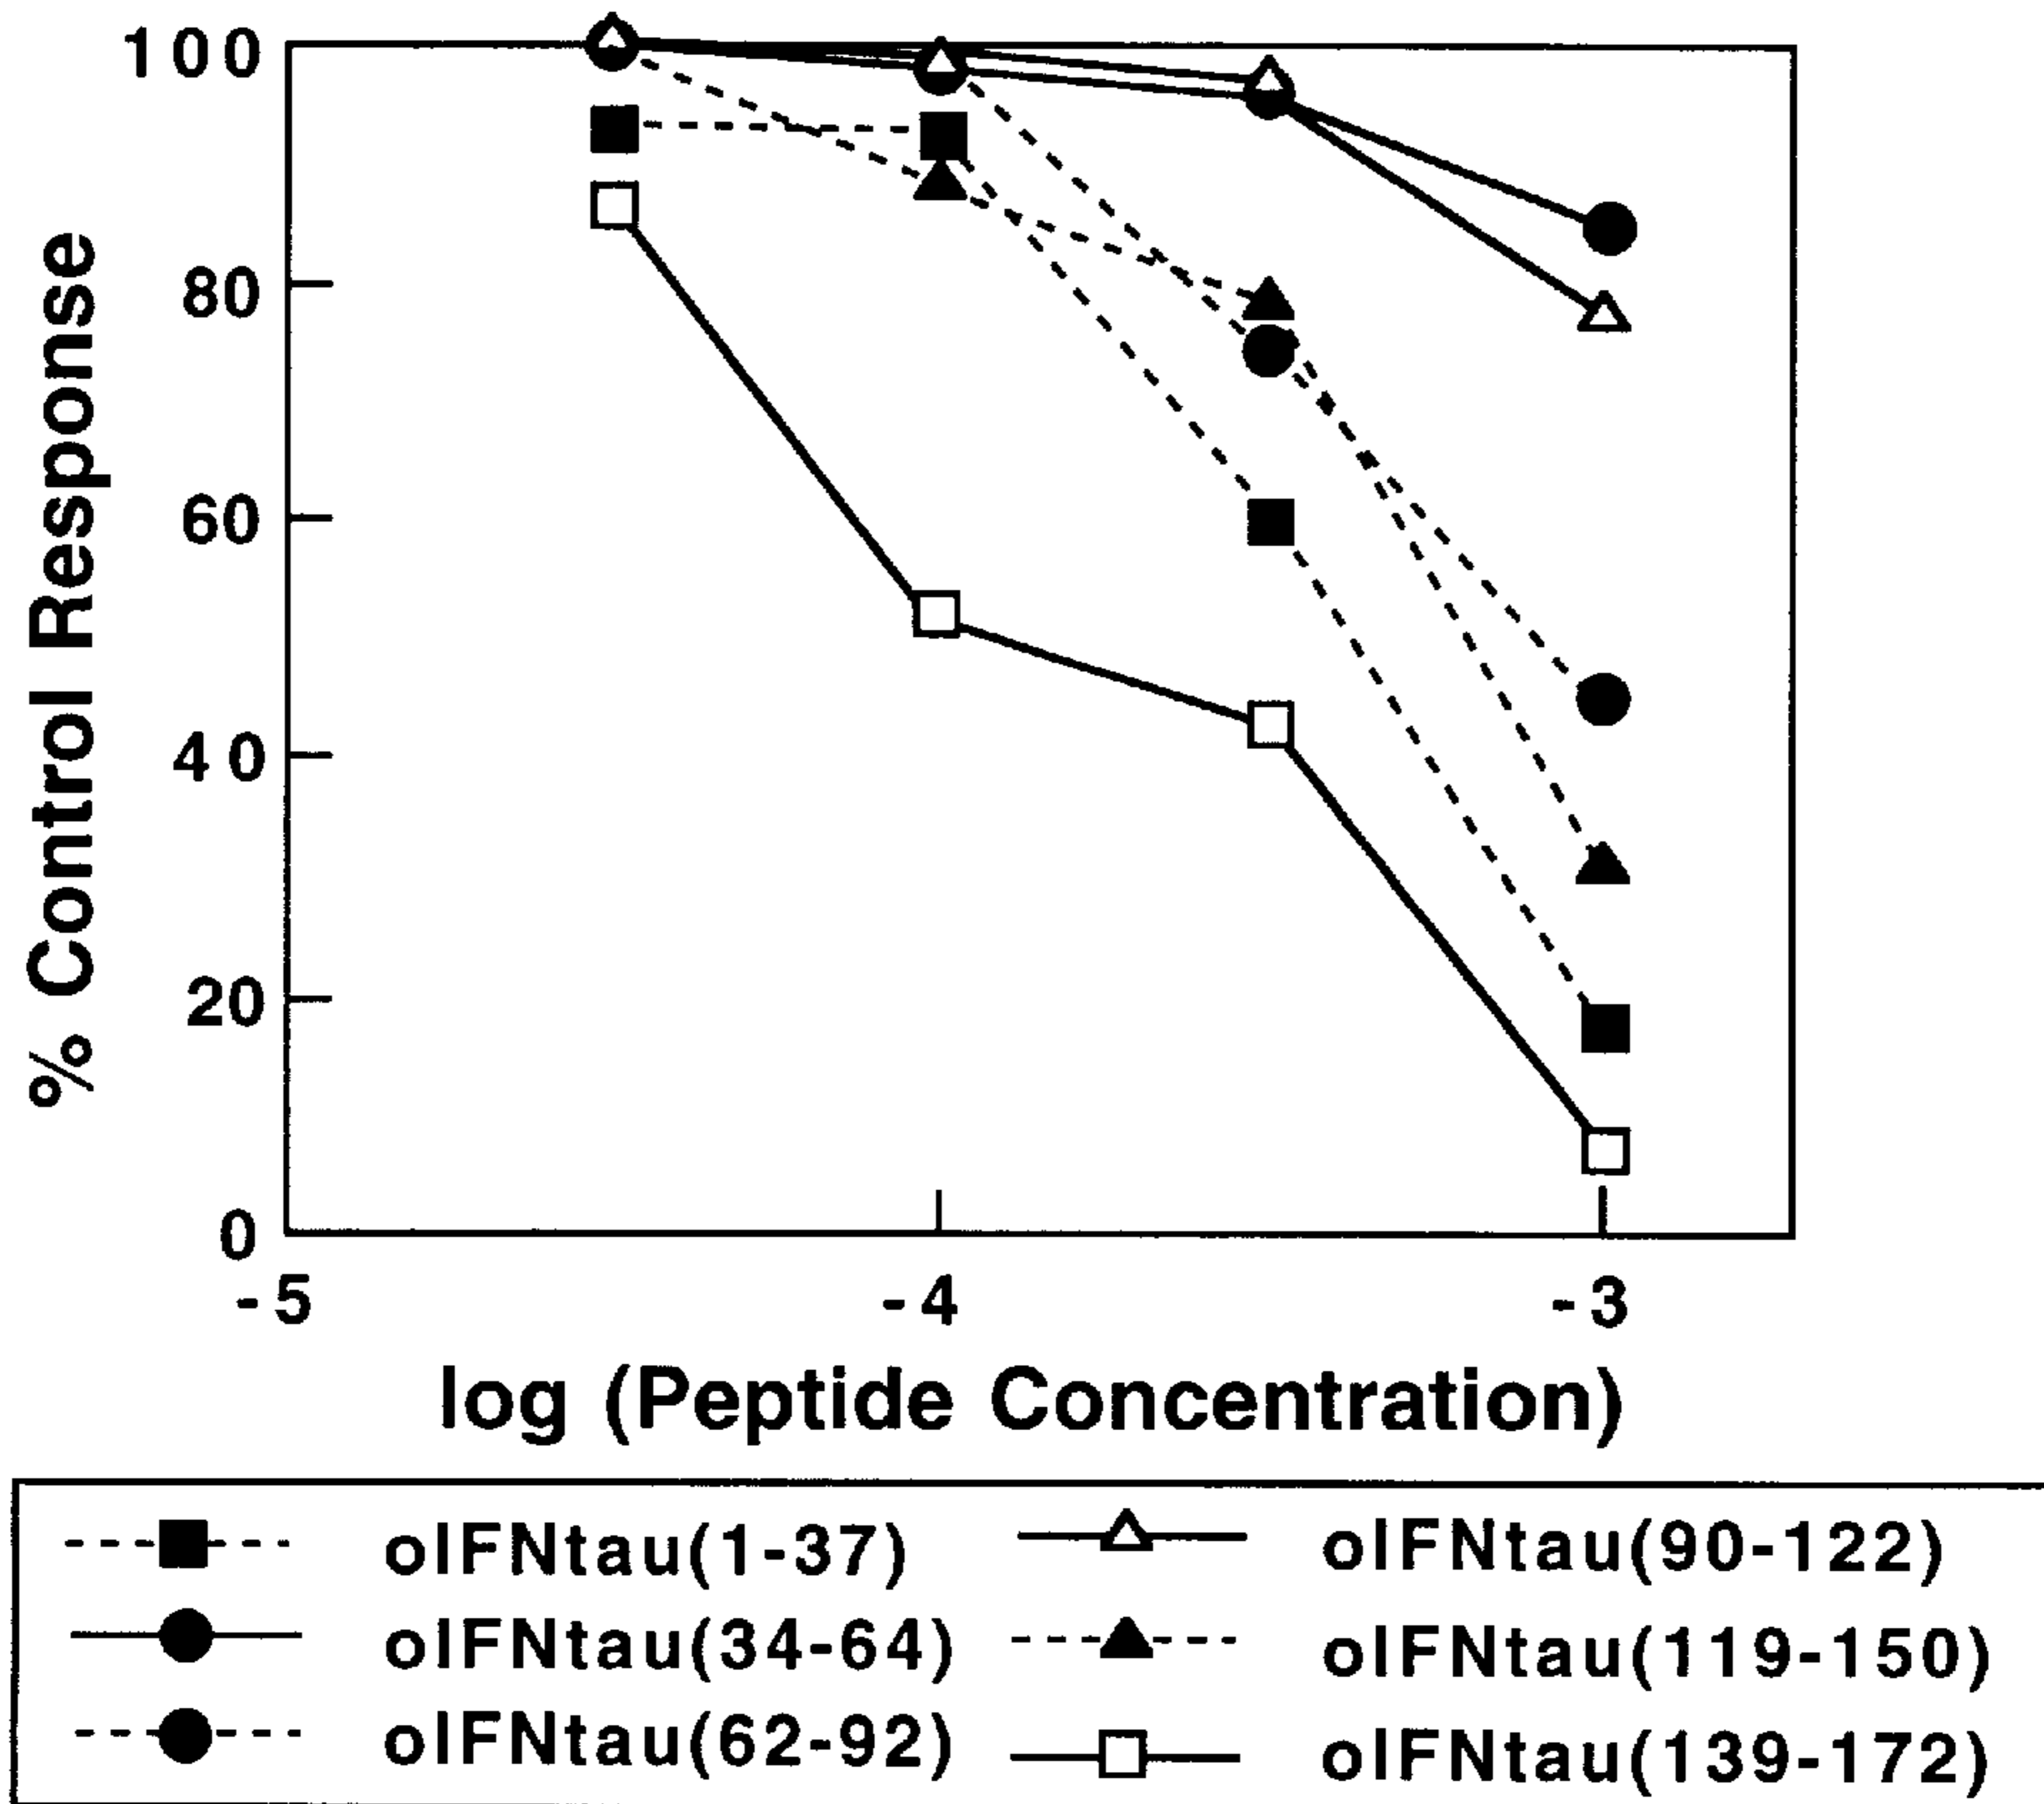 % Control Response
100
80
60
40
20
0
-5
-4
-3
log (Peptide Concentration)
oIFNtau(1-37)
oIFNtau(34-64)
oIFNtau(62-92)
oIFNtau(90-122)
oIFNtau(119-150)
oIFNtau(139-172)